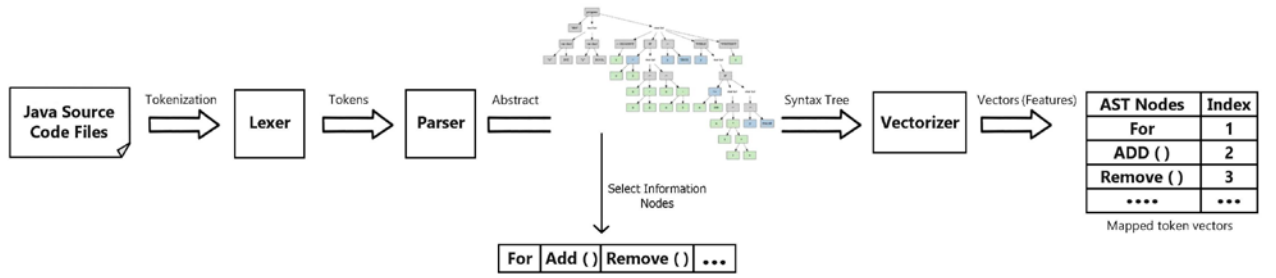 Java Source
Code Files
Tokenization
Lexer
Tokens
Parser
Abstract
Syntax Tree
Vectorizer
Vectors (Features)
AST Nodes Index
For 1
ADD ( ) 2
Remove ( ) 3
•••• •••
Mapped token vectors
Select Information
Nodes
For Add ( ) Remove ( ) •••